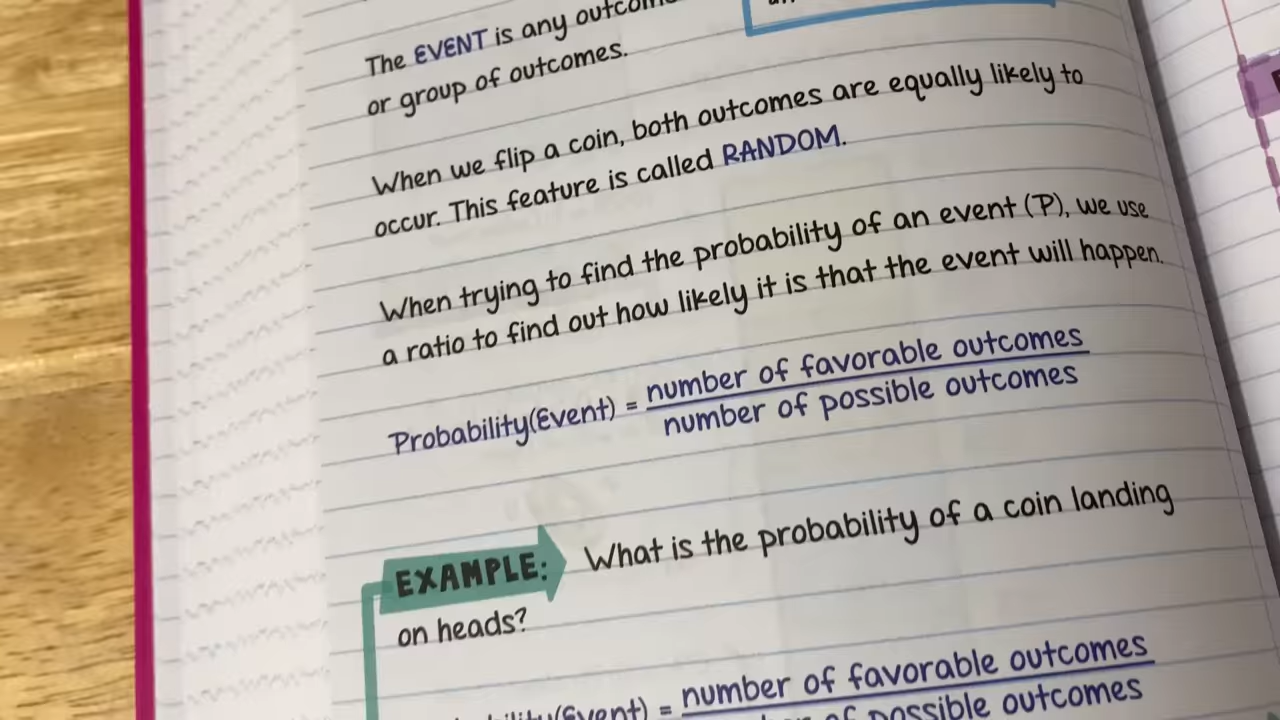 The EVENT is any
or group of outcomes.
When we flip a coin, both outcomes are equally likely to
occur. This feature is called RANDOM.
When trying to find the probability of an event (P), we use
a ratio to find out how likely it is that the event will happen.
Probability(Event) = number of favorable outcomes
number of possible outcomes
EXAMPLE: What is the probability of a coin landing
on heads?
= number of favorable outcomes
of possible outcomes